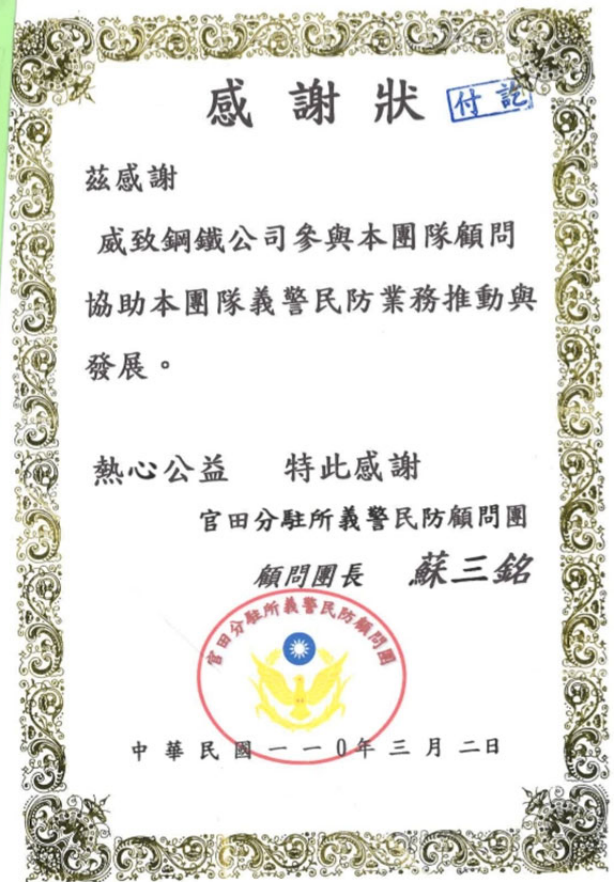 感謝狀
付訖
茲感謝
威致鋼鐵公司參與本團隊顧問
協助本團隊義警民防業務推動與
發展。
熱心公益 特此感謝
官田分駐所義警民防顧問團
顧問團長 蘇三銘
官田分駐所義警民防顧問團
中華民國一一0年三月二日